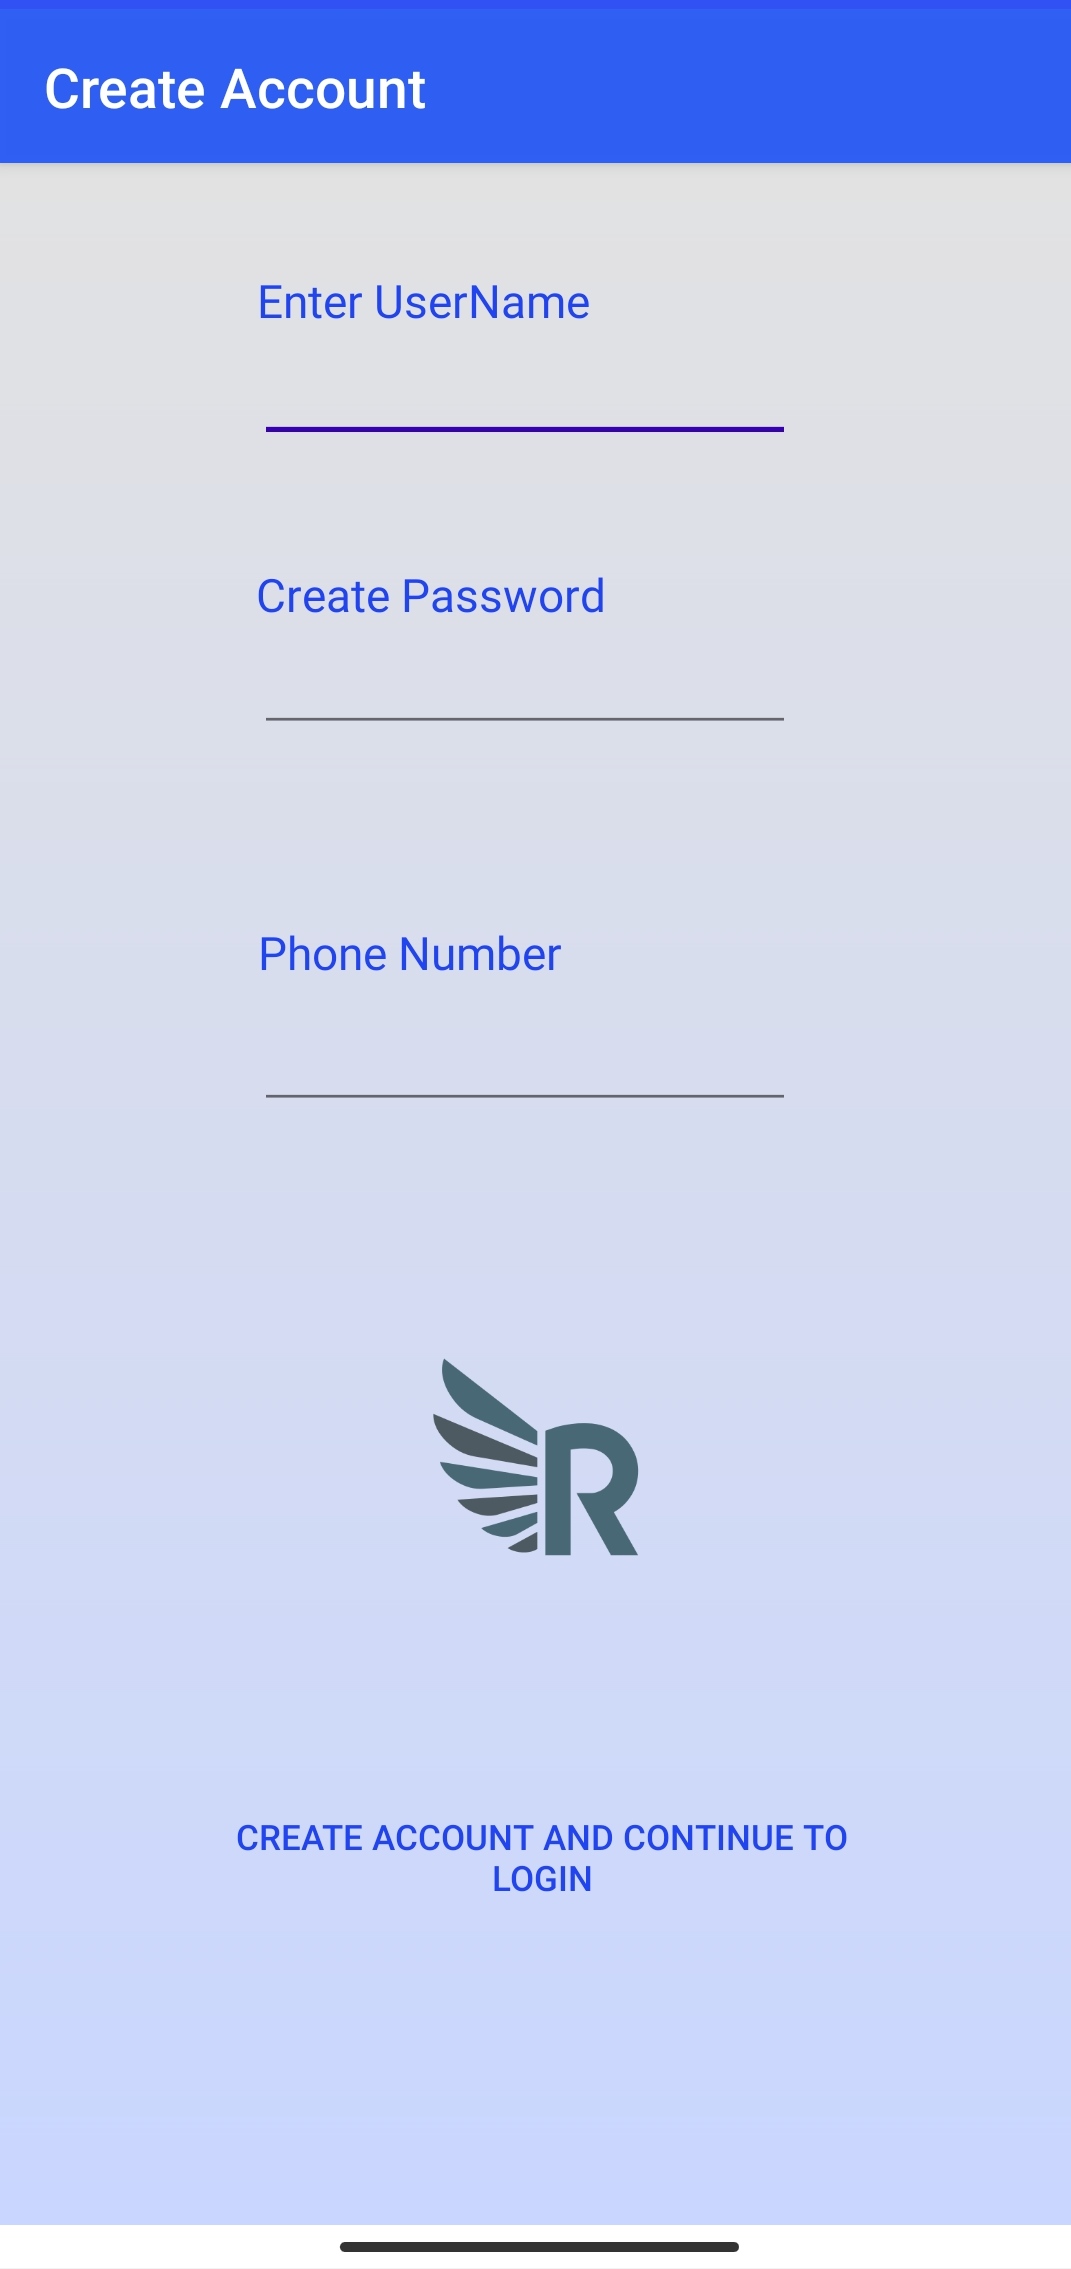 Create Account
Enter UserName
Create Password
Phone Number
R
CREATE ACCOUNT AND CONTINUE TO
LOGIN